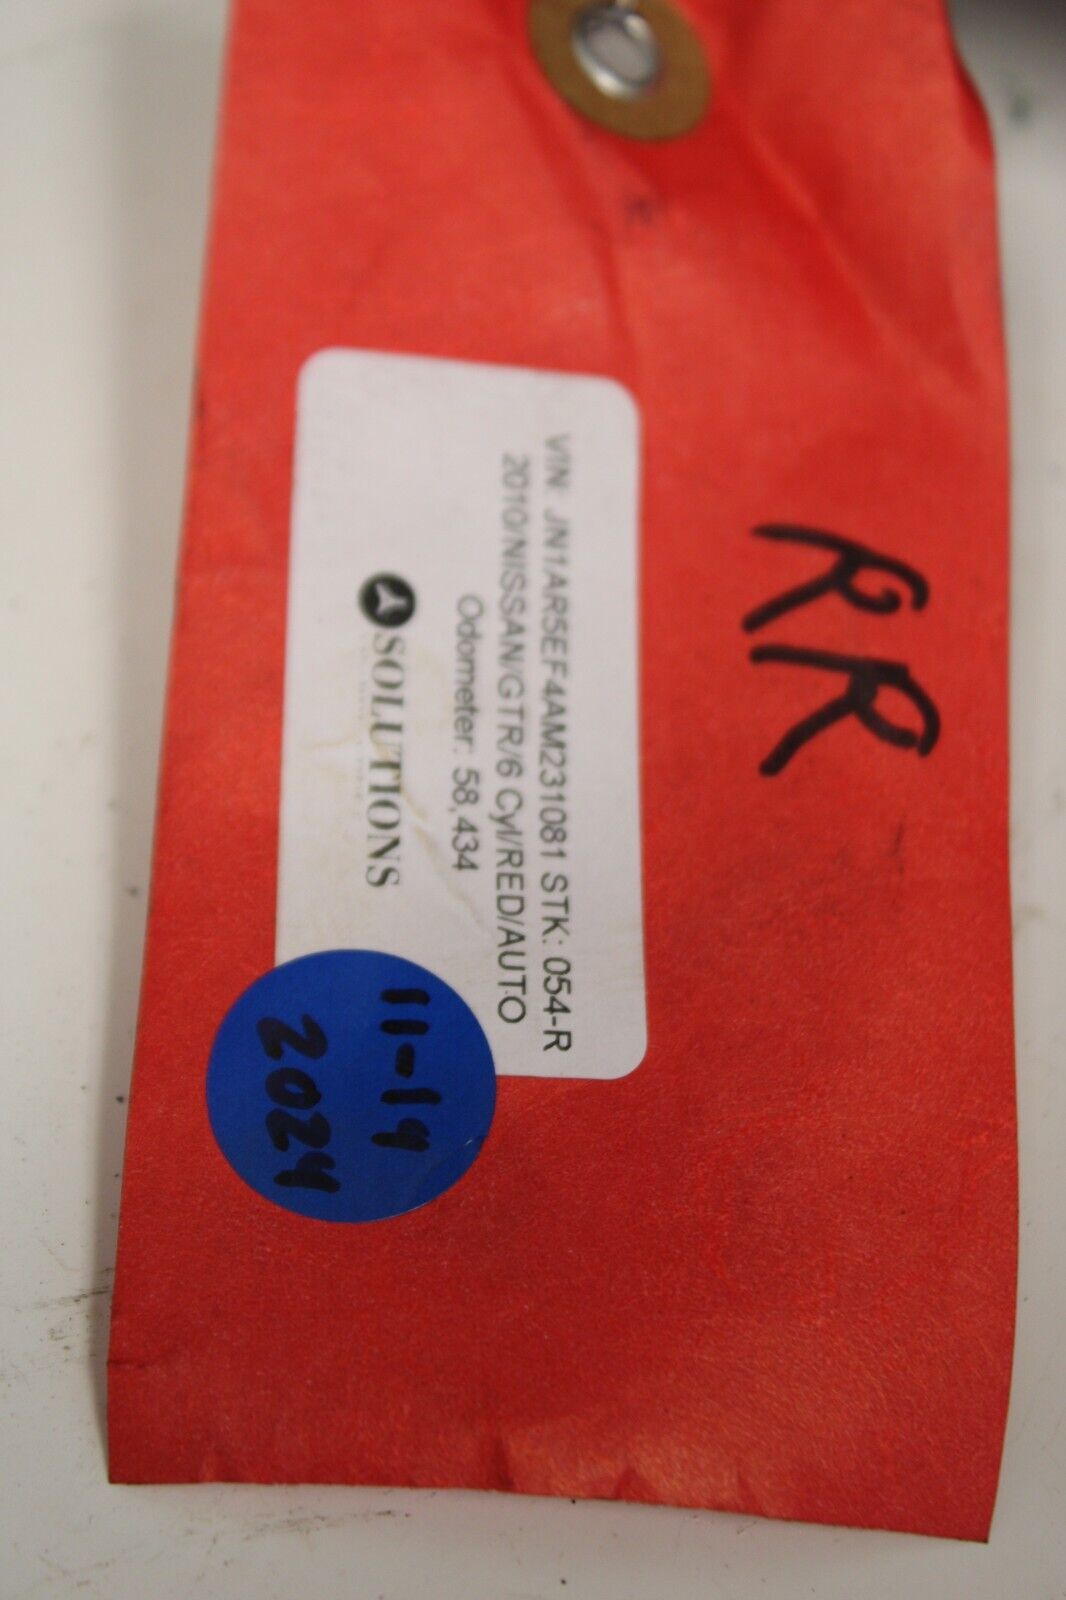 RR
VIN: JN1AR5EF4AM231081 STK: 054-R
2010/NISSAN/GTR/6 Cyl/RED/AUTO
Odometer: 58,434
SOLUTIONS
11-19
2024